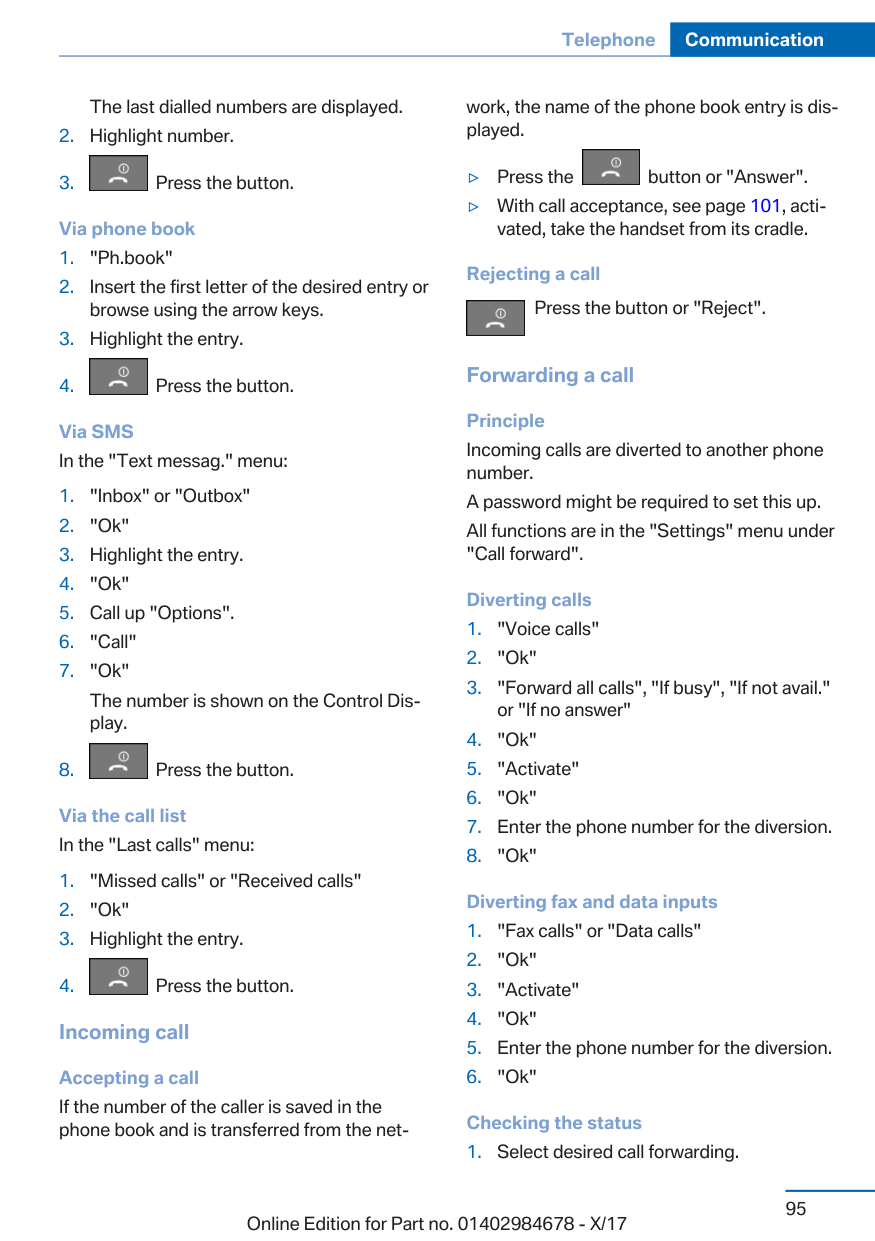 Telephone Communication
The last dialled numbers are displayed.
2. Highlight number.
3. Press the button.
Via phone book
1. "Ph.book"
2. Insert the first letter of the desired entry or
browse using the arrow keys.
3. Highlight the entry.
4. Press the button.
Via SMS
In the "Text messag." menu:
1. "Inbox" or "Outbox"
2. "Ok"
3. Highlight the entry.
4. "Ok"
5. Call up "Options".
6. "Call"
7. "Ok"
The number is shown on the Control Dis-
play.
8. Press the button.
Via the call list
In the "Last calls" menu:
1. "Missed calls" or "Received calls"
2. "Ok"
3. Highlight the entry.
4. Press the button.
Incoming call
Accepting a call
If the number of the caller is saved in the
phone book and is transferred from the net-
work, the name of the phone book entry is dis-
played.
▷ Press the button or "Answer".
▷ With call acceptance, see page 101, acti-
vated, take the handset from its cradle.
Rejecting a call
Press the button or "Reject".
Forwarding a call
Principle
Incoming calls are diverted to another phone
number.
A password might be required to set this up.
All functions are in the "Settings" menu under
"Call forward".
Diverting calls
1. "Voice calls"
2. "Ok"
3. "Forward all calls", "If busy", "If not avail."
or "If no answer"
4. "Ok"
5. "Activate"
6. "Ok"
7. Enter the phone number for the diversion.
8. "Ok"
Diverting fax and data inputs
1. "Fax calls" or "Data calls"
2. "Ok"
3. "Activate"
4. "Ok"
5. Enter the phone number for the diversion.
6. "Ok"
Checking the status
1. Select desired call forwarding.
95
Online Edition for Part no. 01402984678 - X/17